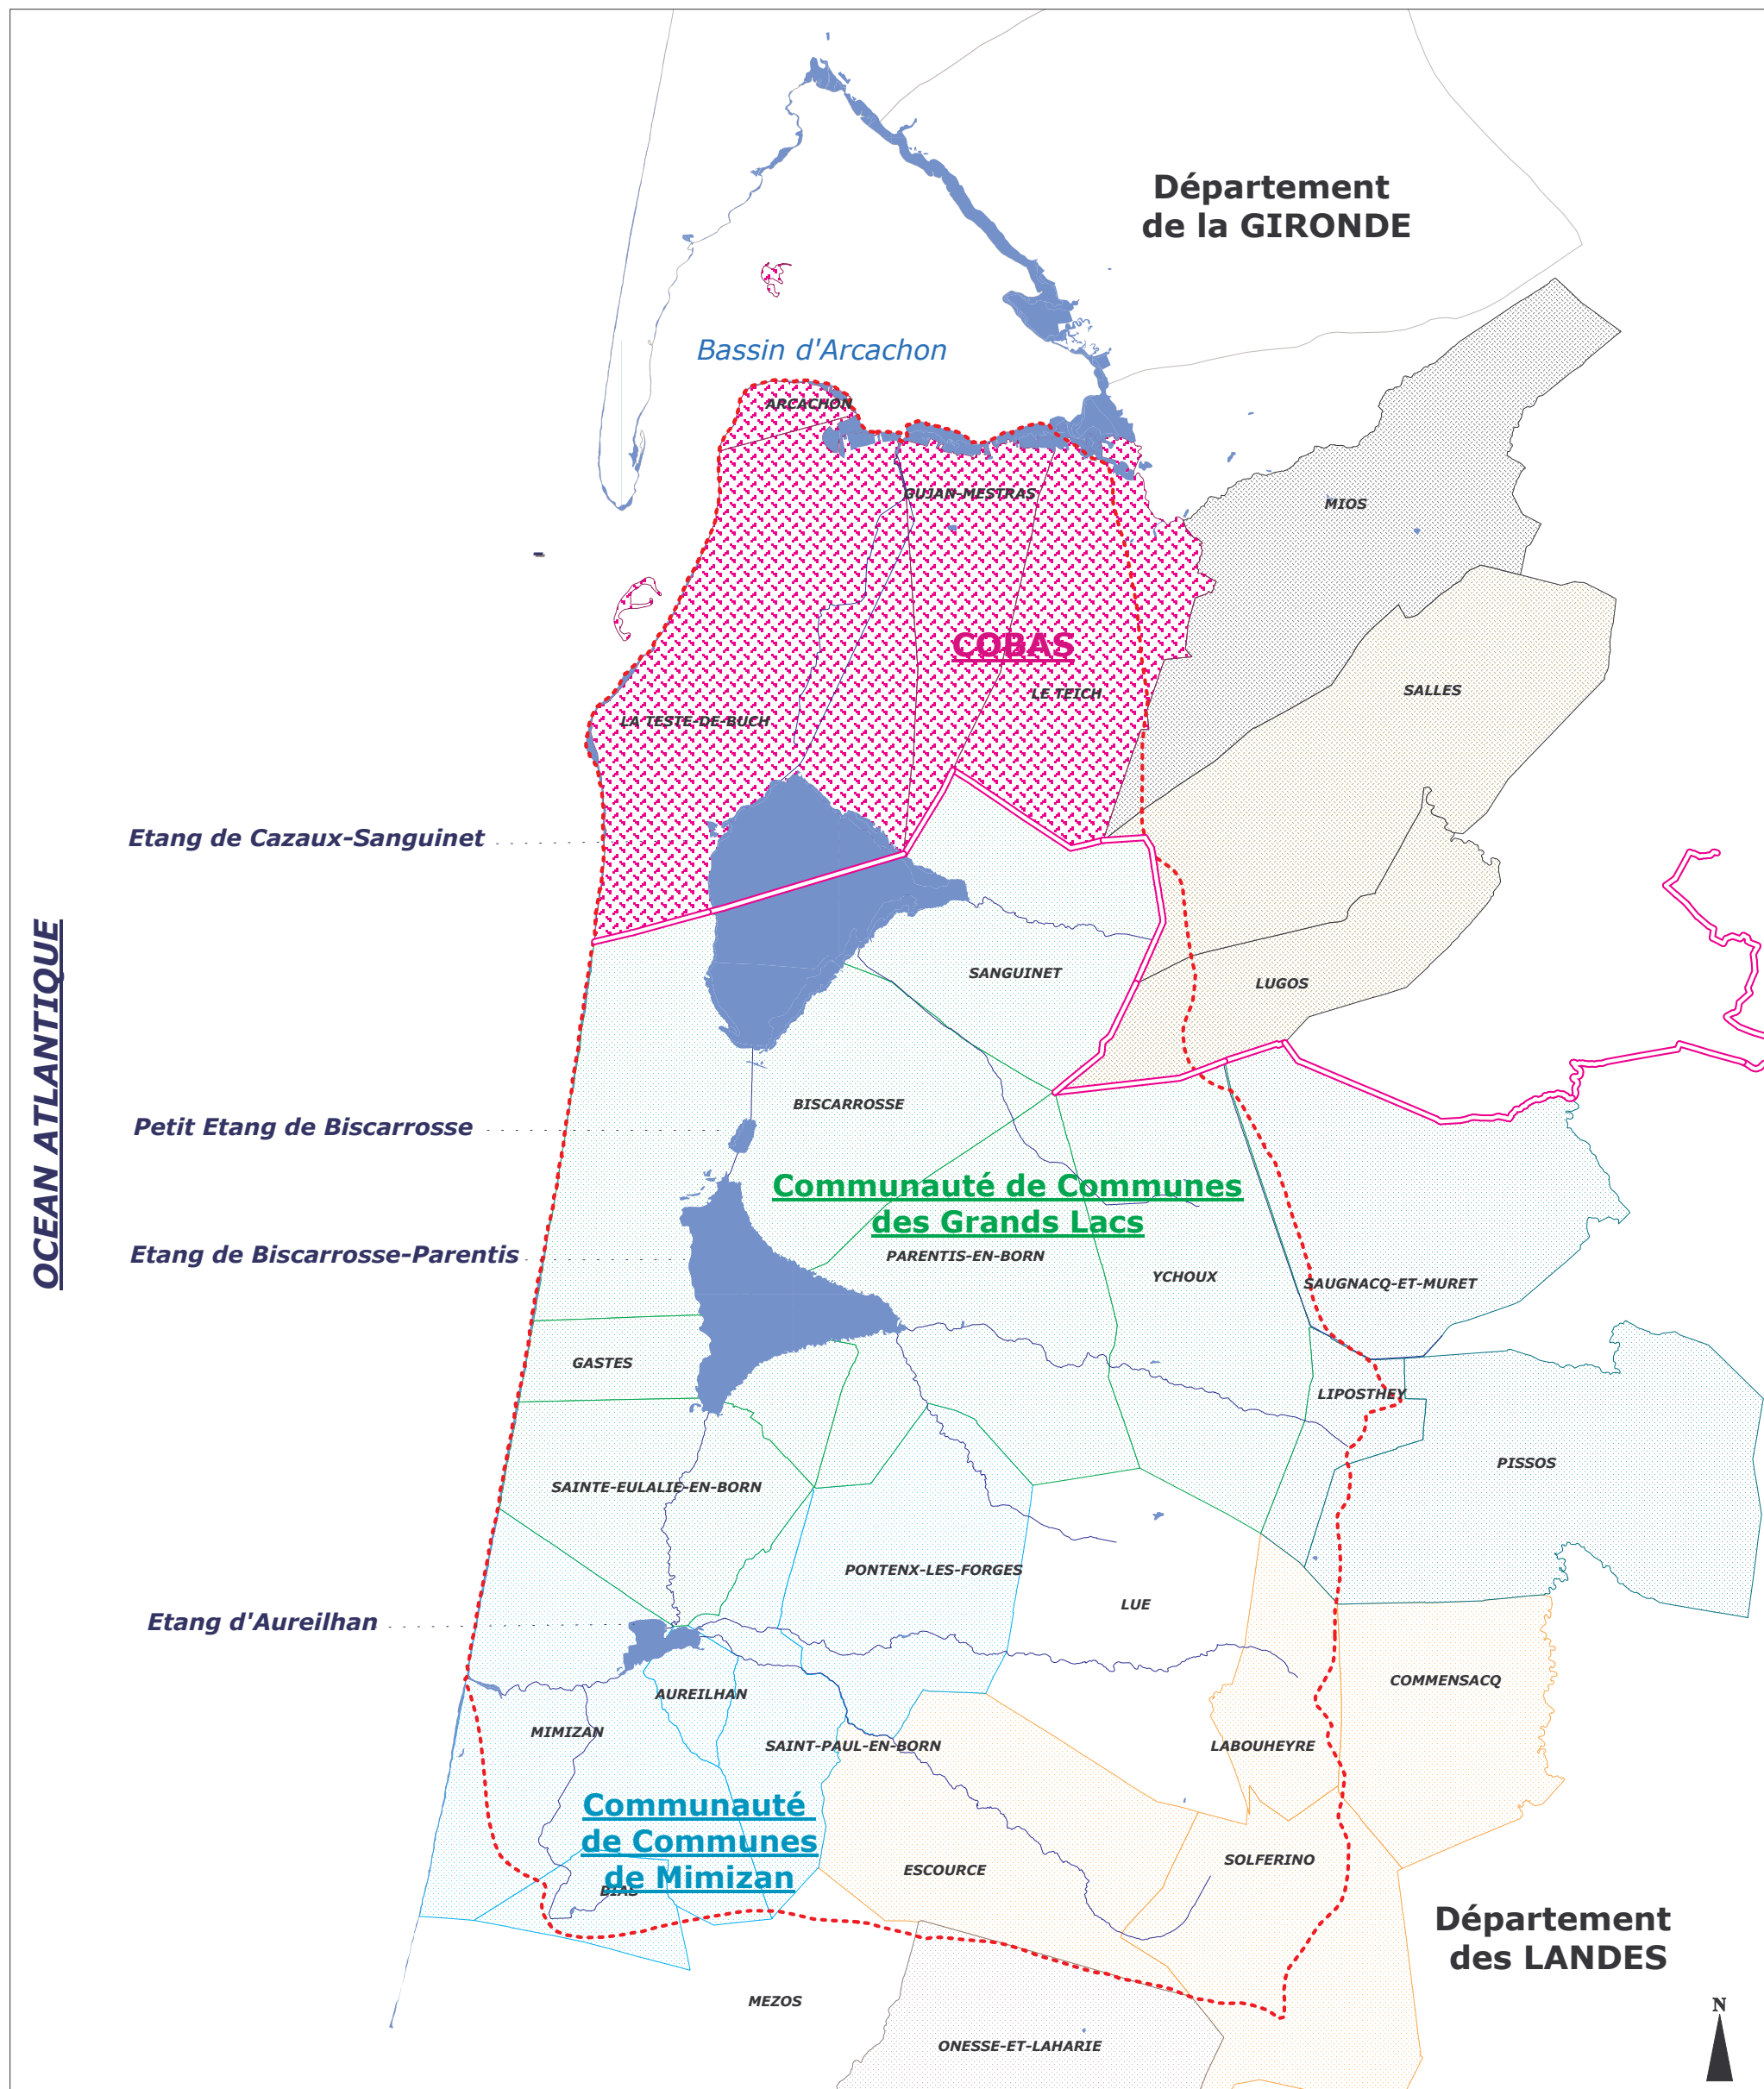 Département
de la GIRONDE
Bassin d'Arcachon
ARCACHON
GUJAN-MESTRAS
MIOS
COBAS
SALLES
LE TEICH
LA TESTE-DE-BUCH
Etang de Cazaux-Sanguinet
OCEAN ATLANTIQUE
SANGUINET
LUGOS
BISCARROSSE
Petit Etang de Biscarrosse
Communauté de Communes
des Grands Lacs
Etang de Biscarrosse-Parentis
PARENTIS-EN-BORN
YCHOUX
SAUGNACQ-ET-MURET
GASTES
LIPOSTHEY
PISSOS
SAINTE-EULALIE-EN-BORN
PONTENX-LES-FORGES
LUE
Etang d'Aureilhan
COMMENSACQ
AUREILHAN
MIMIZAN
SAINT-PAUL-EN-BORN
LABOUHEYRE
Communauté
de Communes
de Mimizan
SOLFERINO
ESCOURCE
BIAS
Département
des LANDES
MEZOS
N
ONESSE-ET-LAHARIE